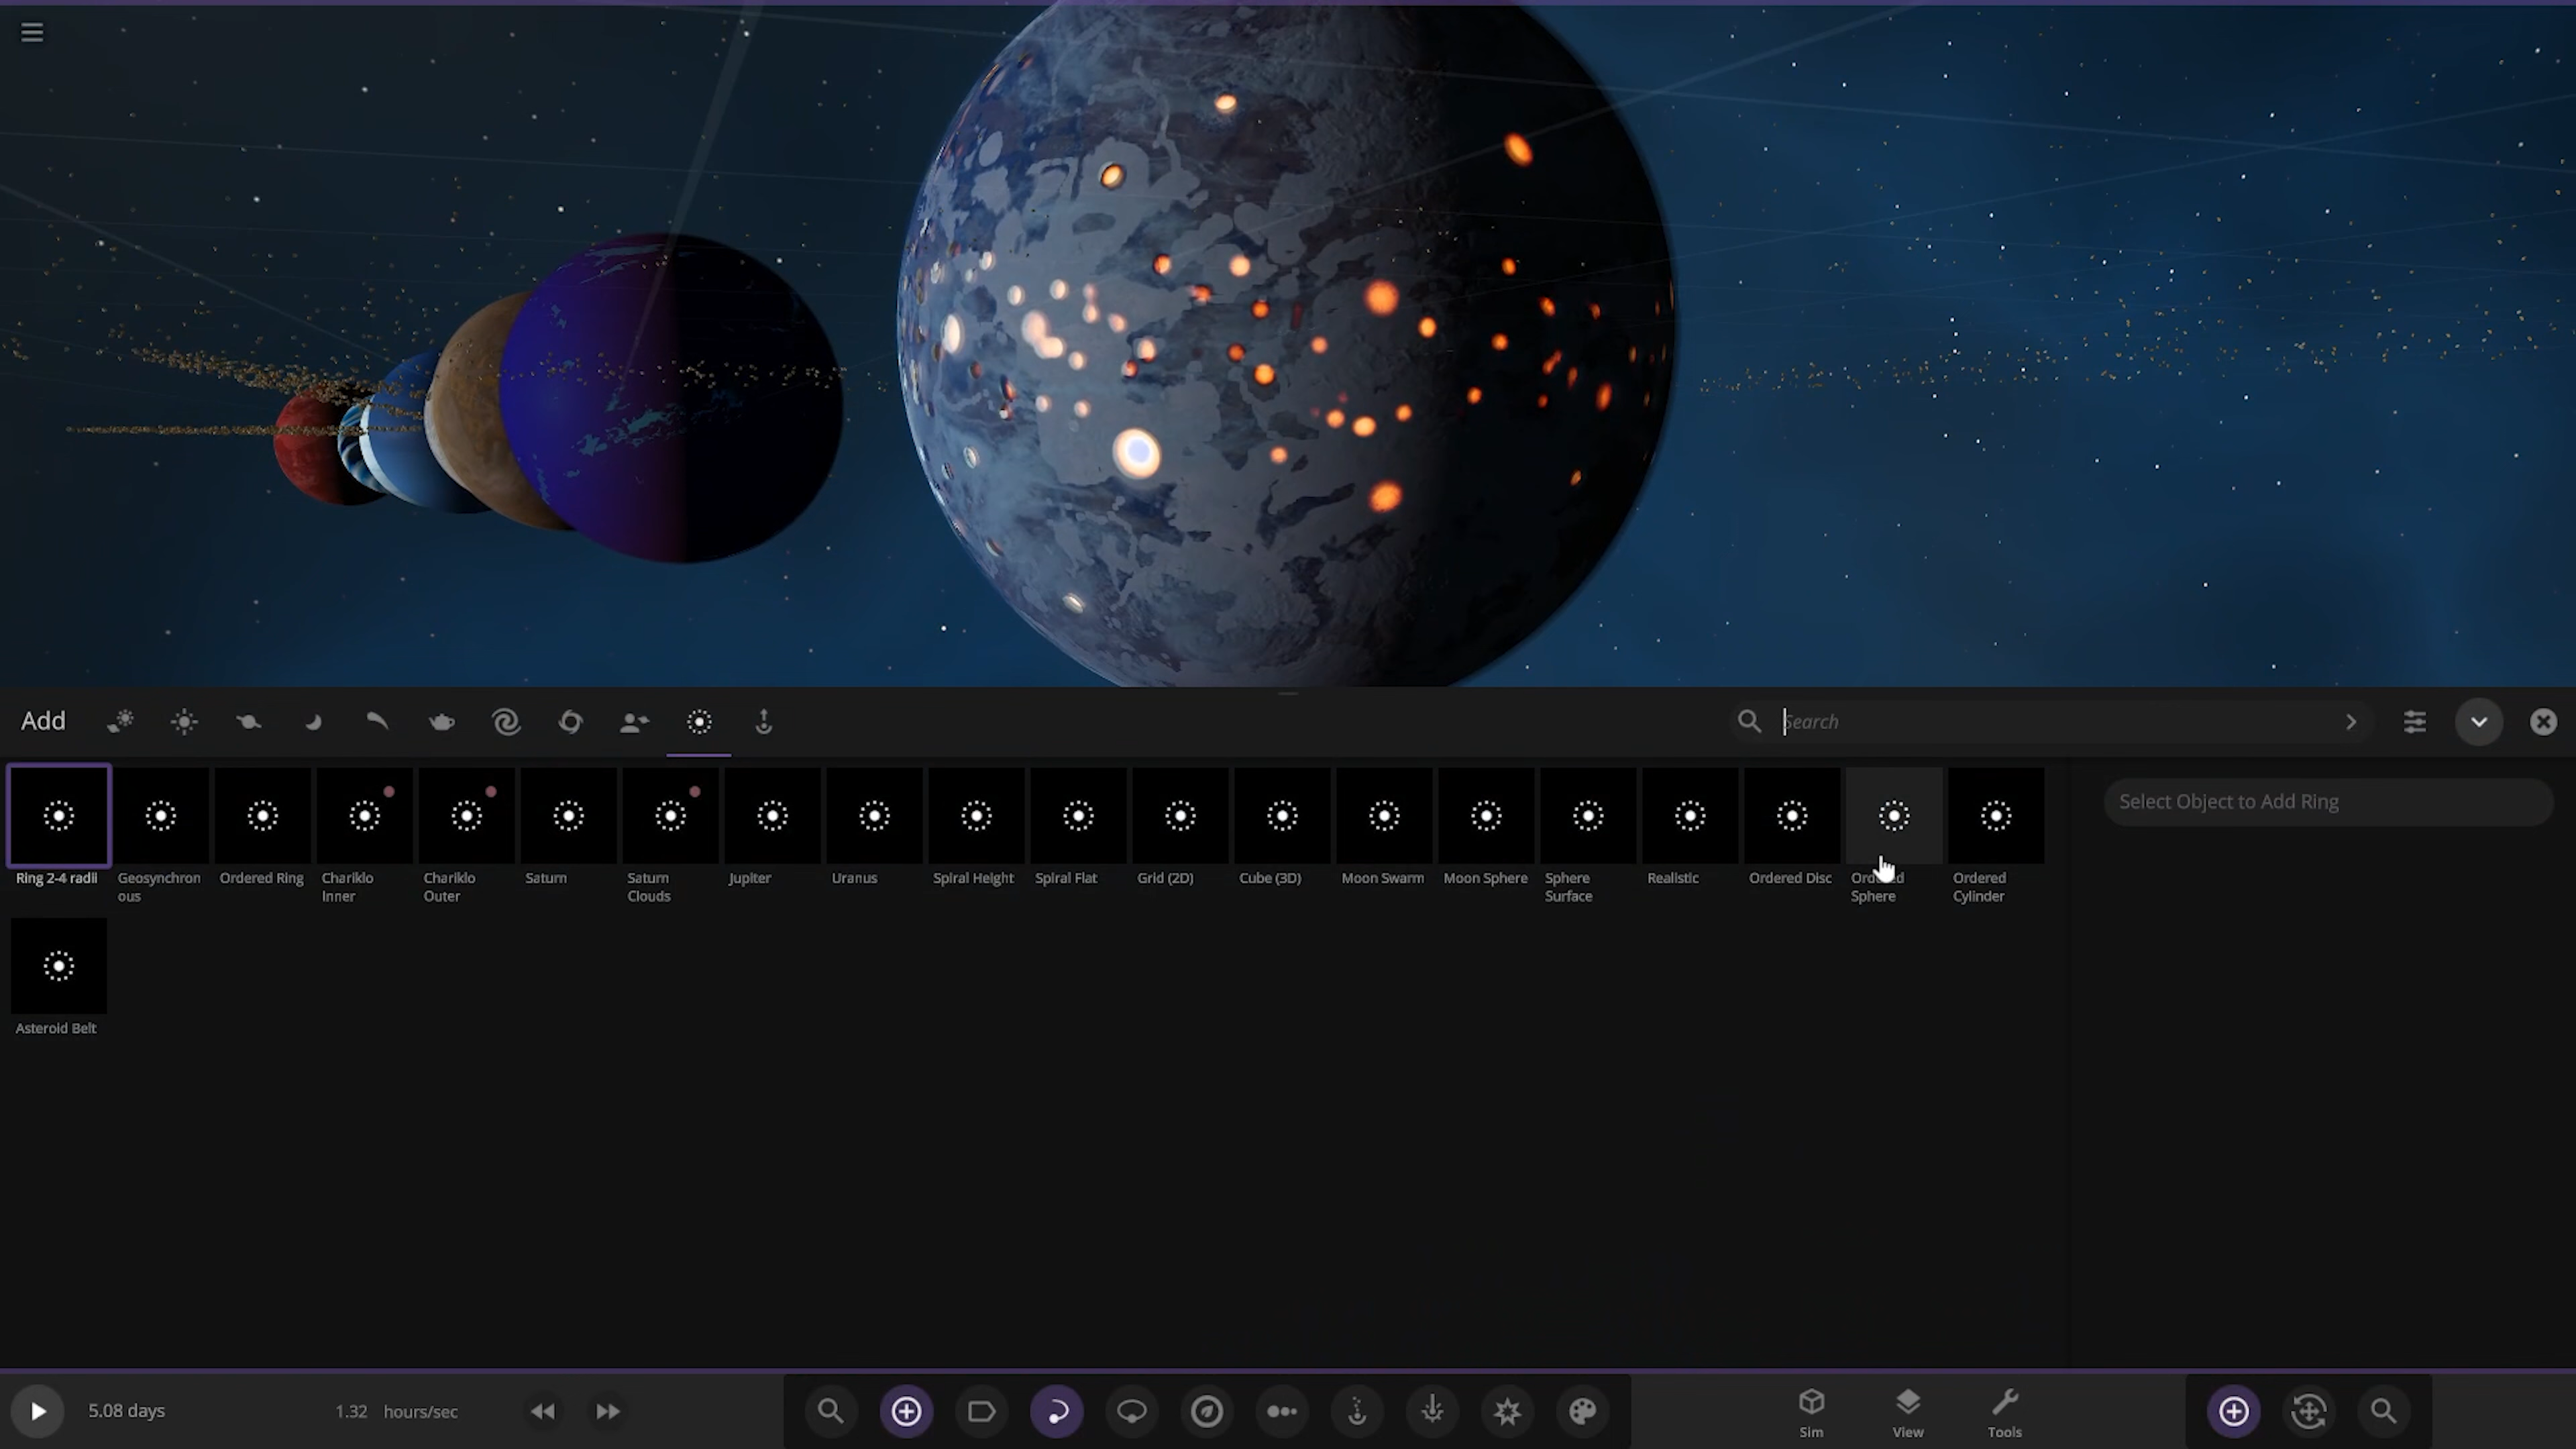 Add
Search
Select Object to Add Ring
Ring 2-4 radii
Geosynchron
ous
Ordered Ring
Chariklo
Inner
Chariklo
Outer
Saturn
Saturn
Clouds
Jupiter
Uranus
Spiral Height
Spiral Flat
Grid (2D)
Cube (3D)
Moon Swarm
Moon Sphere
Sphere
Surface
Realistic
Ordered Disc
Ordered
Sphere
Ordered
Cylinder
Asteroid Belt
5.08 days
1.32 hours/sec
Sim
View
Tools